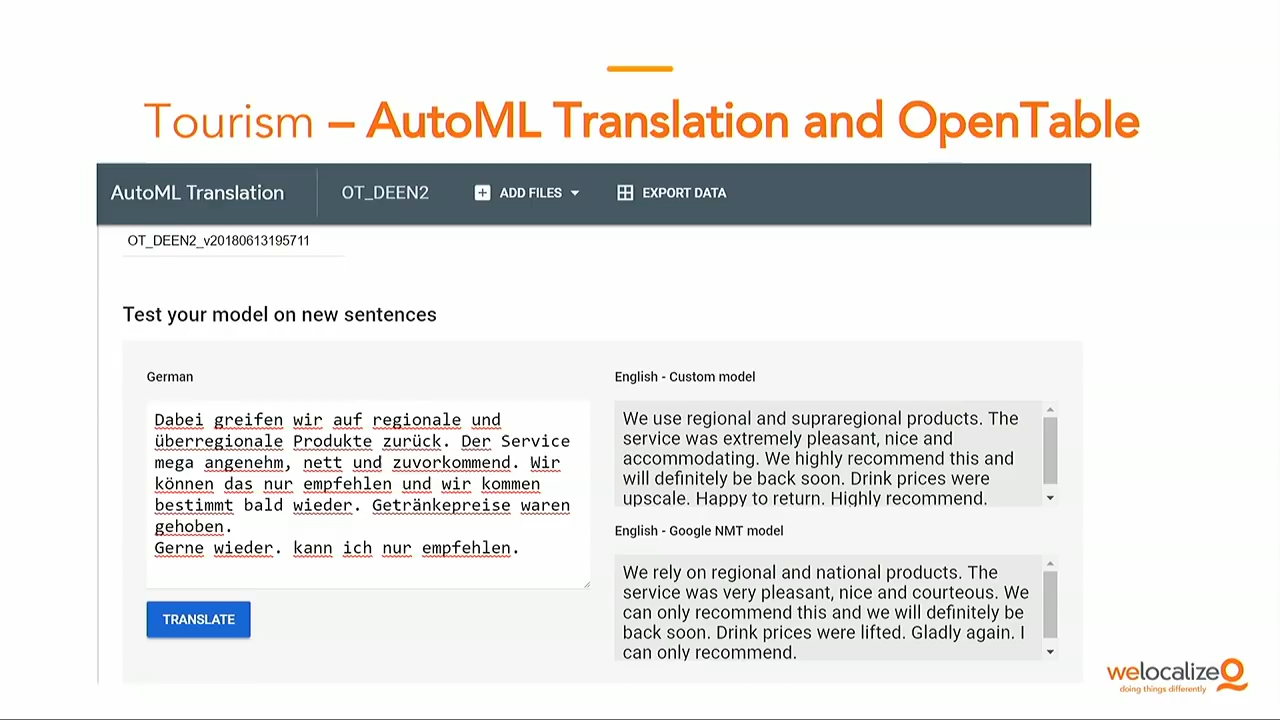 Tourism – AutoML Translation and OpenTable
AutoML Translation
OT_DEEN2
ADD FILES
EXPORT DATA
OT_DEEN2_v20180613195711
Test your model on new sentences
German
Dabei greifen wir auf regionale und
überregionale Produkte zurück. Der Service
mega angenehm, nett und zuvorkommend. Wir
können das nur empfehlen und wir kommen
bestimmt bald wieder. Getränkepreise waren
gehoben.
Gerne wieder. kann ich nur empfehlen.
TRANSLATE
English - Custom model
We use regional and supraregional products. The
service was extremely pleasant, nice and
accommodating. We highly recommend this and
will definitely be back soon. Drink prices were
upscale. Happy to return. Highly recommend.
English - Google NMT model
We rely on regional and national products. The
service was very pleasant, nice and courteous. We
can only recommend this and we will definitely be
back soon. Drink prices were lifted. Gladly again. I
can only recommend.
welocalize
doing things differently